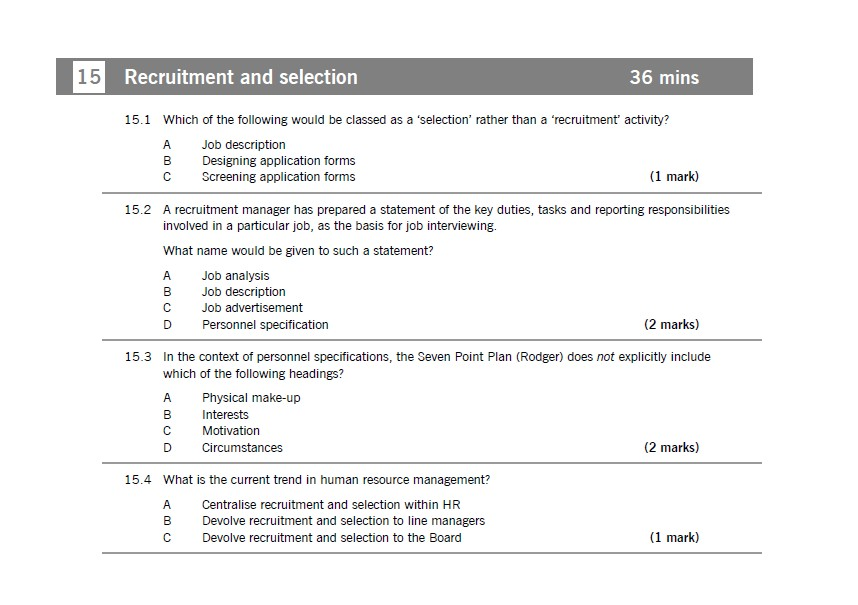 15 Recruitment and selection 36 mins
15.1 Which of the following would be classed as a ‘selection’ rather than a ‘recruitment’ activity?
A Job description
B Designing application forms
C Screening application forms (1 mark)
15.2 A recruitment manager has prepared a statement of the key duties, tasks and reporting responsibilities
involved in a particular job, as the basis for job interviewing.
What name would be given to such a statement?
A Job analysis
B Job description
C Job advertisement
D Personnel specification (2 marks)
15.3 In the context of personnel specifications, the Seven Point Plan (Rodger) does not explicitly include
which of the following headings?
A Physical make-up
B Interests
C Motivation
D Circumstances (2 marks)
15.4 What is the current trend in human resource management?
A Centralise recruitment and selection within HR
B Devolve recruitment and selection to line managers
C Devolve recruitment and selection to the Board (1 mark)